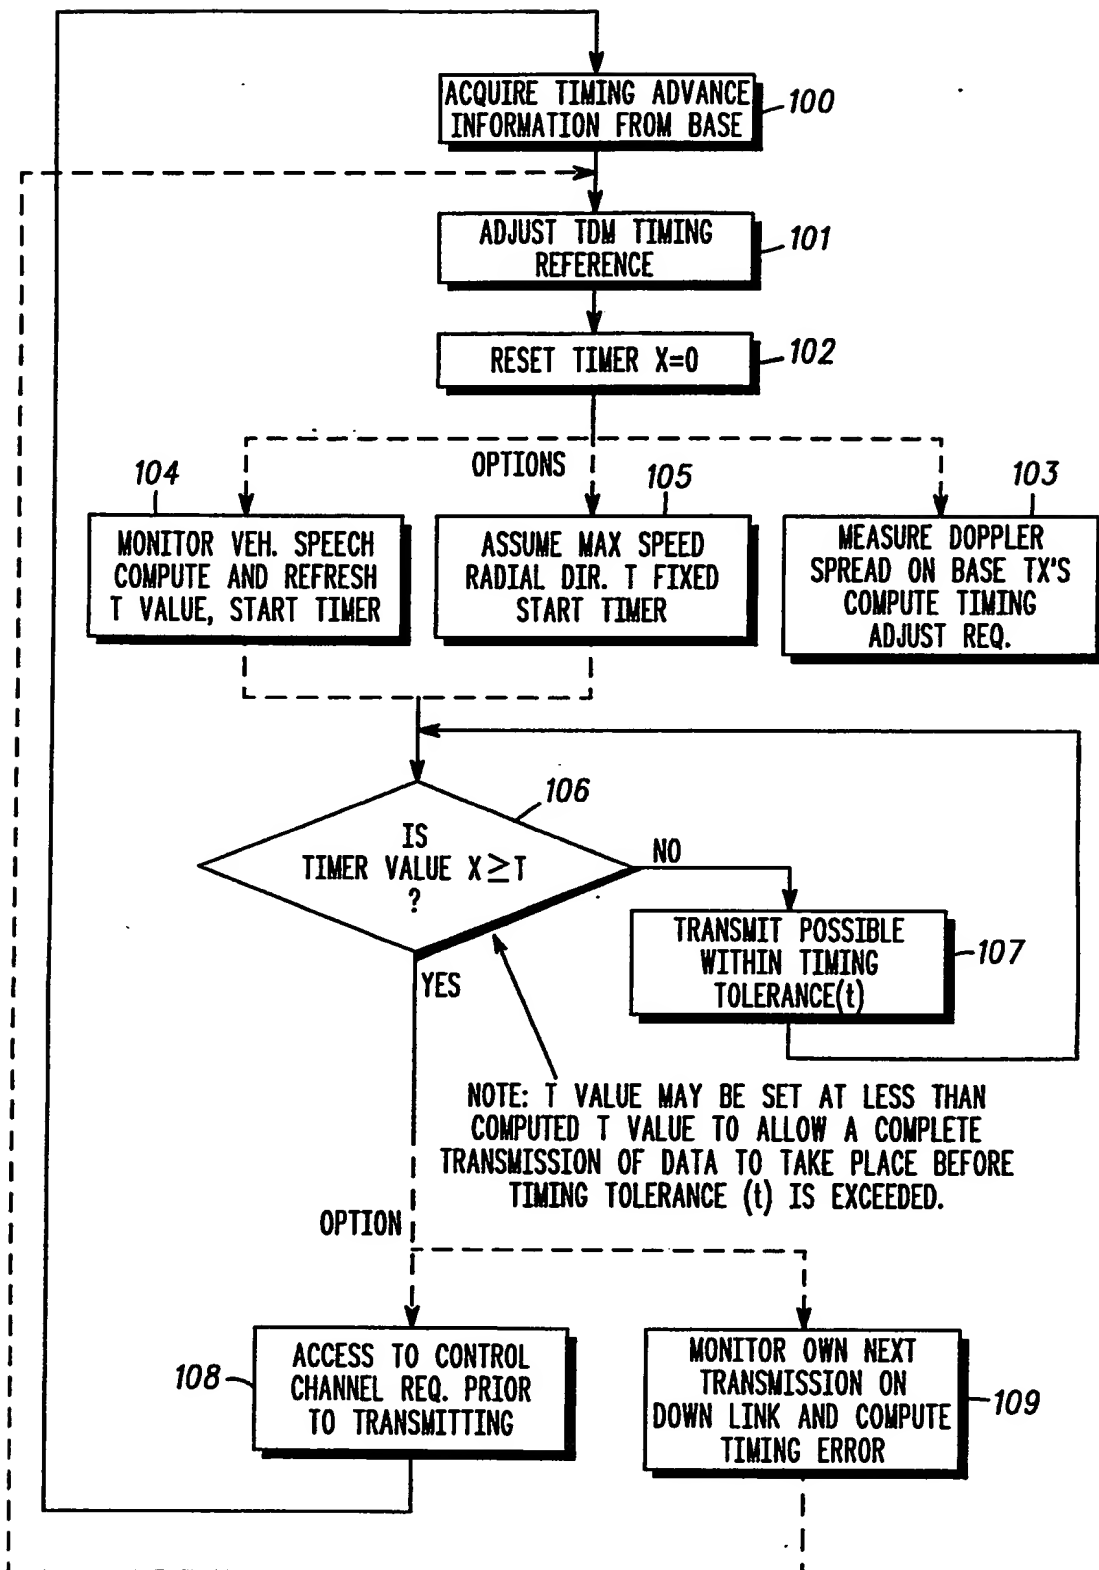 ACQUIRE TIMING ADVANCE
INFORMATION FROM BASE
100
ADJUST TDM TIMING
REFERENCE
101
RESET TIMER X=0
102
OPTIONS
104
MONITOR VEH. SPEECH
COMPUTE AND REFRESH
T VALUE, START TIMER
105
ASSUME MAX SPEED
RADIAL DIR. T FIXED
START TIMER
103
MEASURE DOPPLER
SPREAD ON BASE TX'S
COMPUTE TIMING
ADJUST REQ.
106
IS
TIMER VALUE X≥T
?
NO
YES
TRANSMIT POSSIBLE
WITHIN TIMING
TOLERANCE(t)
107
NOTE: T VALUE MAY BE SET AT LESS THAN
COMPUTED T VALUE TO ALLOW A COMPLETE
TRANSMISSION OF DATA TO TAKE PLACE BEFORE
TIMING TOLERANCE (t) IS EXCEEDED.
OPTION
108
ACCESS TO CONTROL
CHANNEL REQ. PRIOR
TO TRANSMITTING
MONITOR OWN NEXT
TRANSMISSION ON
DOWN LINK AND COMPUTE
TIMING ERROR
109